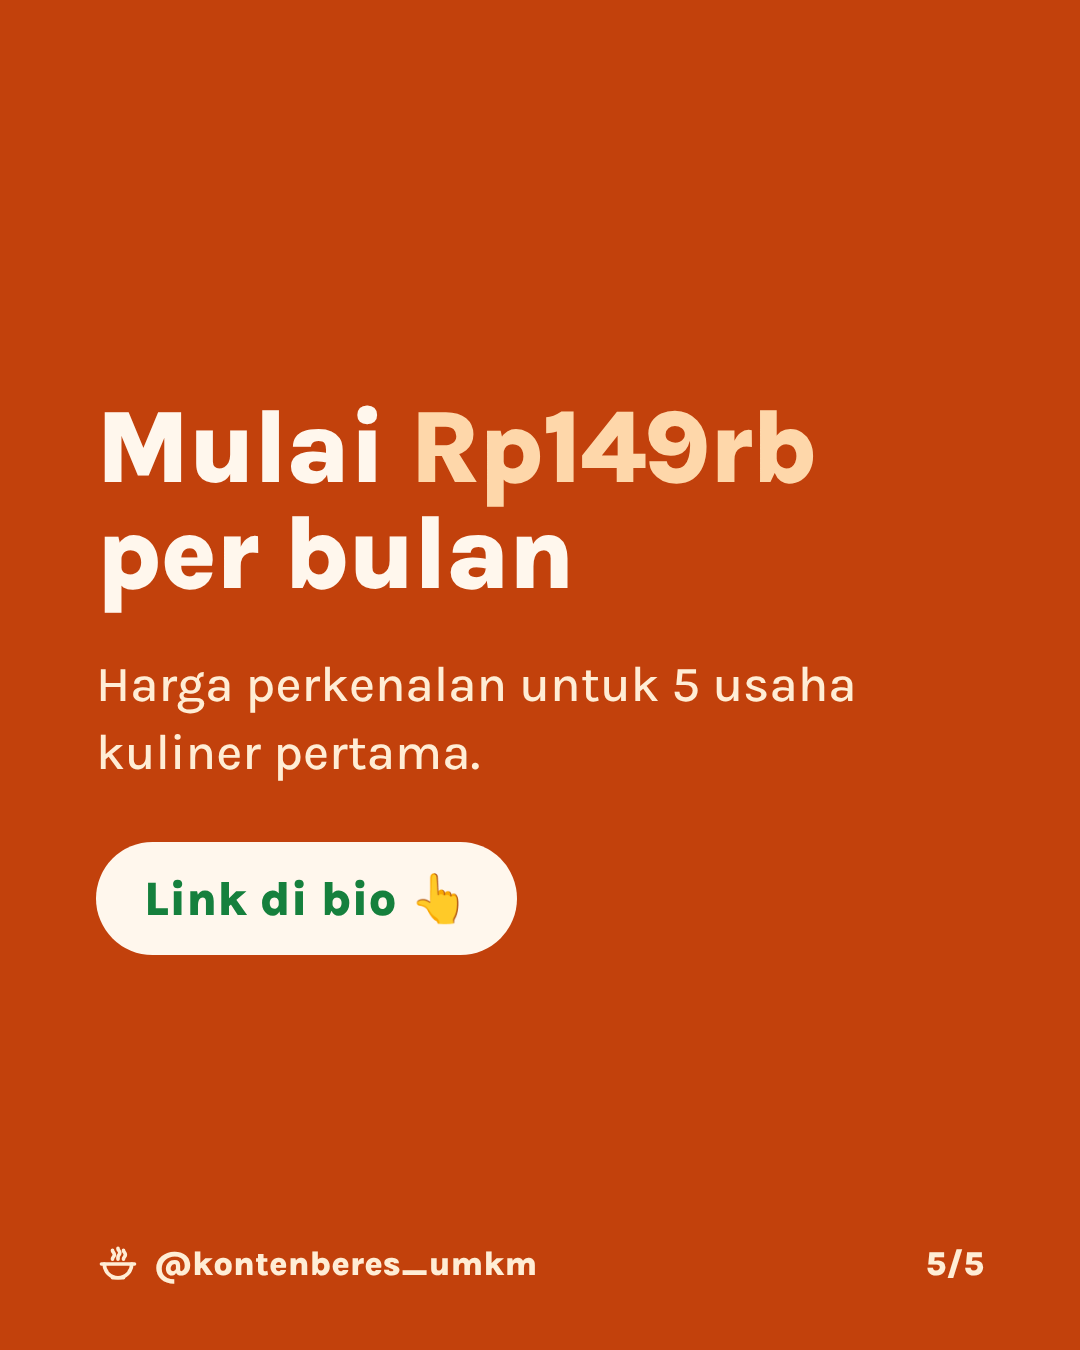 Mulai Rp149rb
per bulan
Harga perkenalan untuk 5 usaha
kuliner pertama.
Link di bio 👆
@kontenberes_umkm
5/5